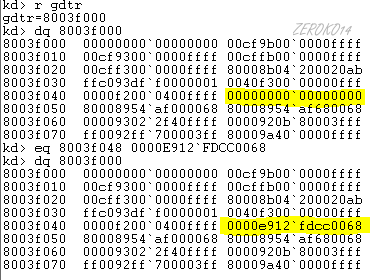 kd> r gdtr
gdtr=8003f000
kd> dq 8003f000
ZEROK014
8003f000 00000000`00000000 00cf9b00`0000ffff
8003f010 00cf9300`0000ffff 00cffb00`0000ffff
8003f020 00cff300`0000ffff 80008b04`200020ab
8003f030 ffc093df`f0000001 0040f300`00000fff
8003f040 0000f200`0400ffff 00000000`00000000
8003f050 80008954`af000068 80008954`af680068
8003f060 00009302`2f40ffff 0000920b`80003fff
8003f070 ff0092ff`700003ff 80009a40`0000ffff
kd> eq 8003f048 0000E912`FDCC0068
kd> dq 8003f000
8003f000 00000000`00000000 00cf9b00`0000ffff
8003f010 00cf9300`0000ffff 00cffb00`0000ffff
8003f020 00cff300`0000ffff 80008b04`200020ab
8003f030 ffc093df`f0000001 0040f300`00000fff
8003f040 0000f200`0400ffff 0000e912`fdcc0068
8003f050 80008954`af000068 80008954`af680068
8003f060 00009302`2f40ffff 0000920b`80003fff
8003f070 ff0092ff`700003ff 80009a40`0000ffff